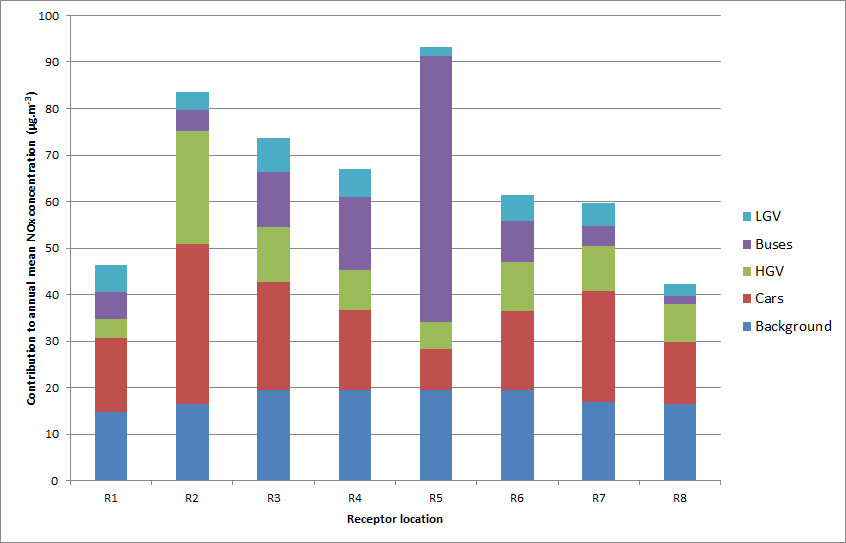 100
90
80
70
60
50
40
30
20
10
0
Contribution to annual mean NOx concentration (µg.m-3)
R1 R2 R3 R4 R5 R6 R7 R8
Receptor location
LGV
Buses
HGV
Cars
Background